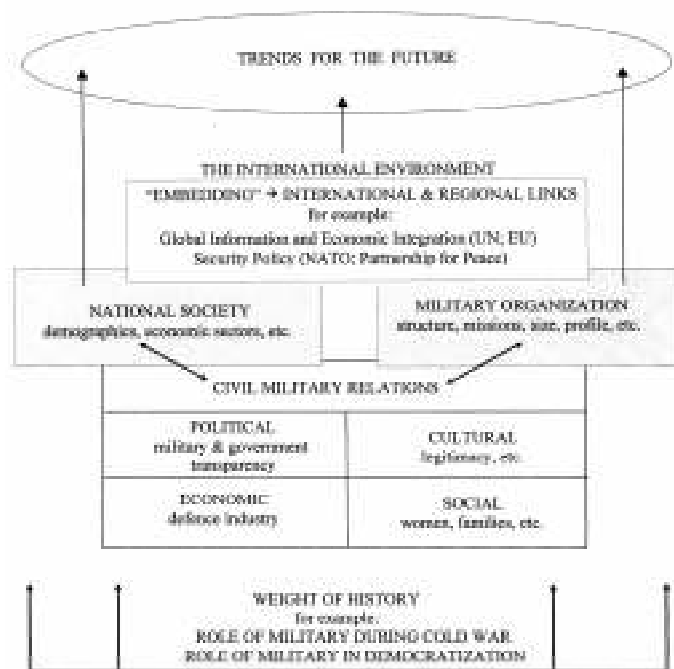 TRENDS FOR THE FUTURE
THE INTERNATIONAL ENVIRONMENT
"EMBEDDING" → INTERNATIONAL & REGIONAL LINKS
for example:
Global Information and Economic Integration (UN; EU)
Security Policy (NATO; Partnership for Peace)
NATIONAL SOCIETY
demographics, economic sectors, etc.
MILITARY ORGANIZATION
structure, missions, size, profile, etc.
CIVIL MILITARY RELATIONS
POLITICAL
military & government
transparency
CULTURAL
legitimacy, etc.
ECONOMIC
defence industry
SOCIAL
women, families, etc.
WEIGHT OF HISTORY
for example,
ROLE OF MILITARY DURING COLD WAR
ROLE OF MILITARY IN DEMOCRATIZATION